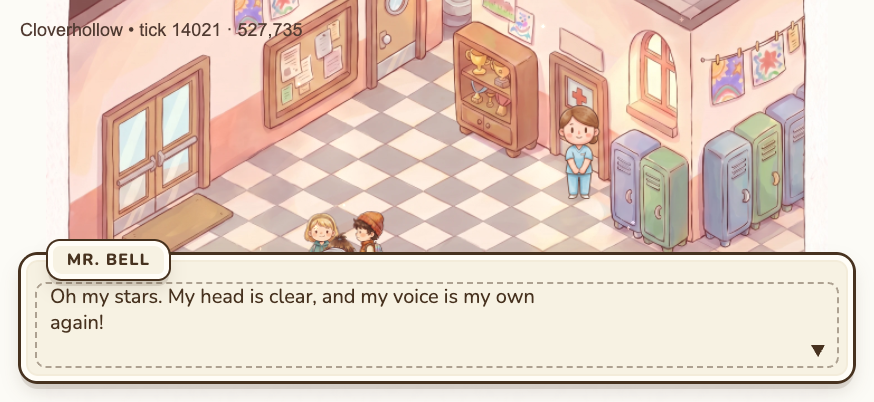 Cloverhollow • tick 14021 · 527,735
MR. BELL
Oh my stars. My head is clear, and my voice is my own
again!